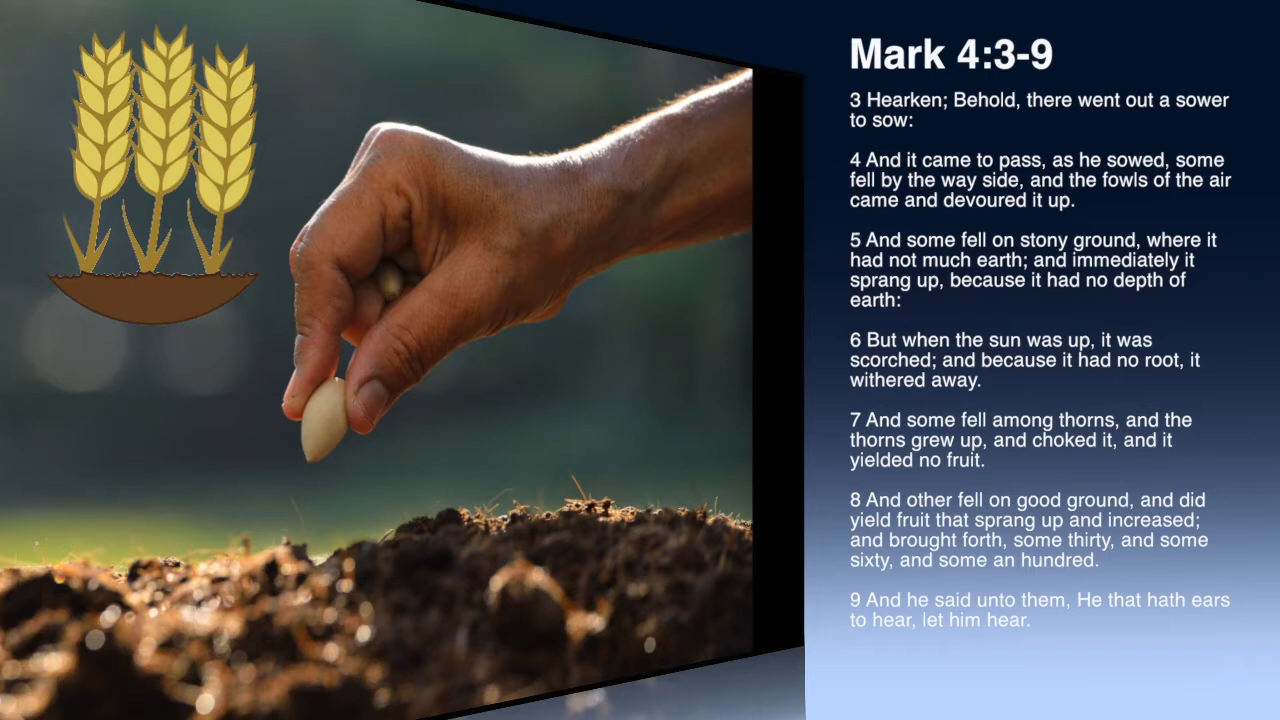 Mark 4:3-9
3 Hearken; Behold, there went out a sower
to sow:
4 And it came to pass, as he sowed, some
fell by the way side, and the fowls of the air
came and devoured it up.
5 And some fell on stony ground, where it
had not much earth; and immediately it
sprang up, because it had no depth of
earth:
6 But when the sun was up, it was
scorched; and because it had no root, it
withered away.
7 And some fell among thorns, and the
thorns grew up, and choked it, and it
yielded no fruit.
8 And other fell on good ground, and did
yield fruit that sprang up and increased;
and brought forth, some thirty, and some
sixty, and some an hundred.
9 And he said unto them, He that hath ears
to hear, let him hear.